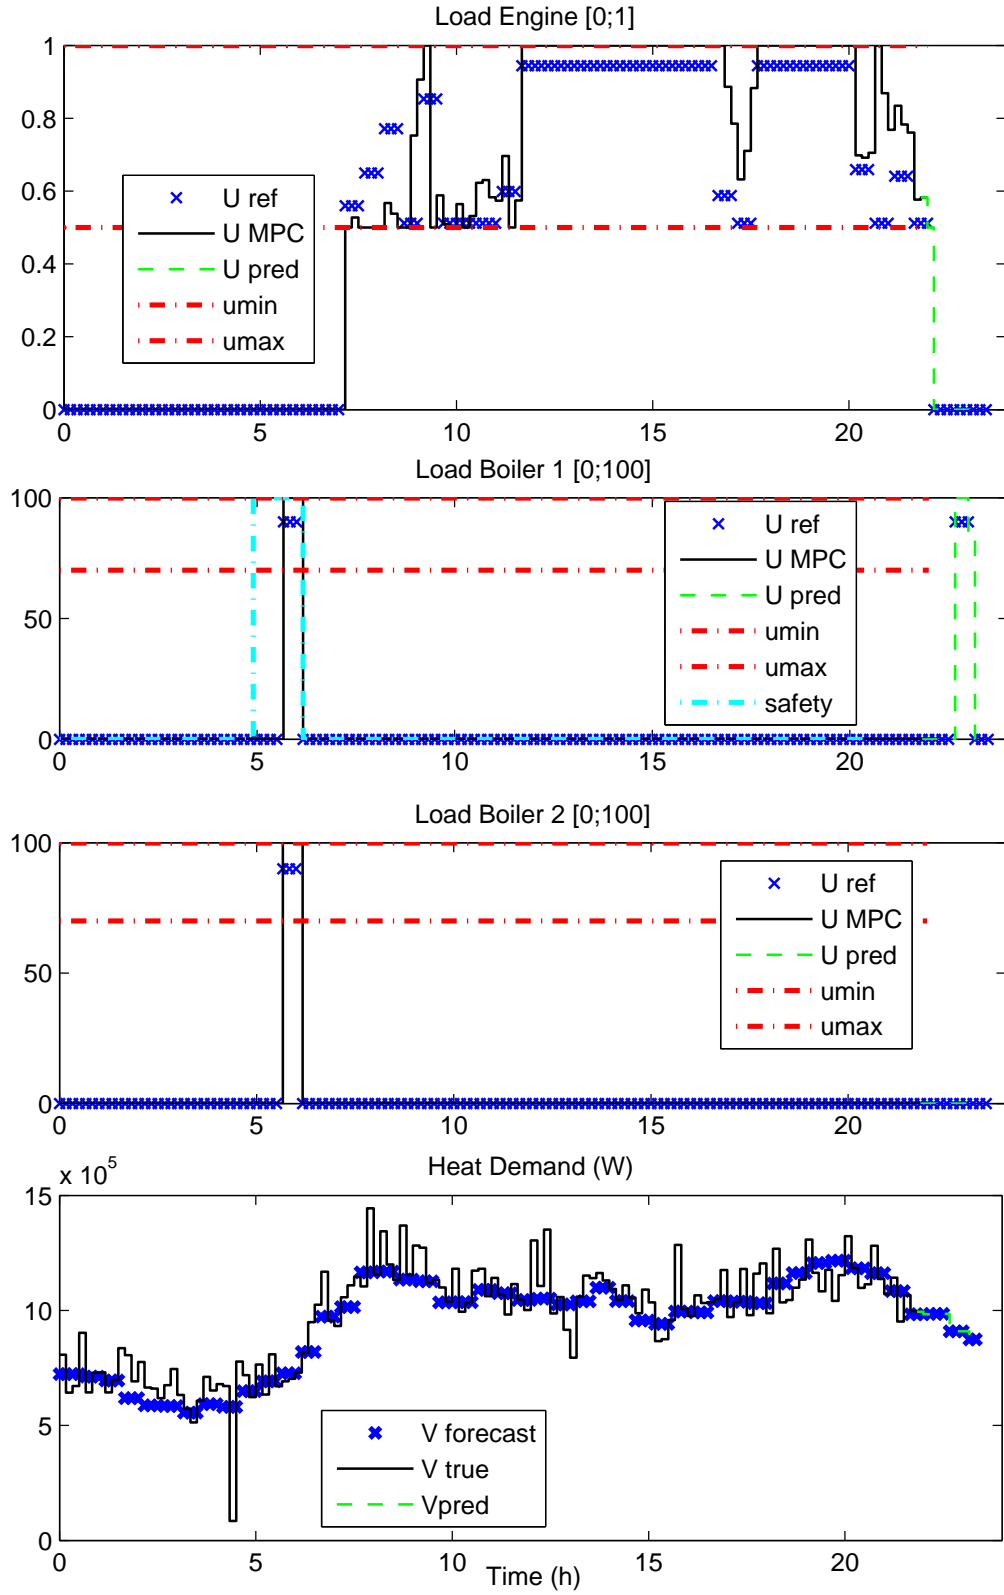 Load Engine [0;1]
1
0.8
0.6
0.4
0.2
0
U ref
U MPC
U pred
umin
umax
0 5 10 15 20
Load Boiler 1 [0;100]
100
50
0
U ref
U MPC
U pred
umin
umax
safety
0 5 10 15 20
Load Boiler 2 [0;100]
100
50
0
U ref
U MPC
U pred
umin
umax
0 5 10 15 20
x 10^5
Heat Demand (W)
15
10
5
0
V forecast
V true
Vpred
0 5 10 15 20
Time (h)